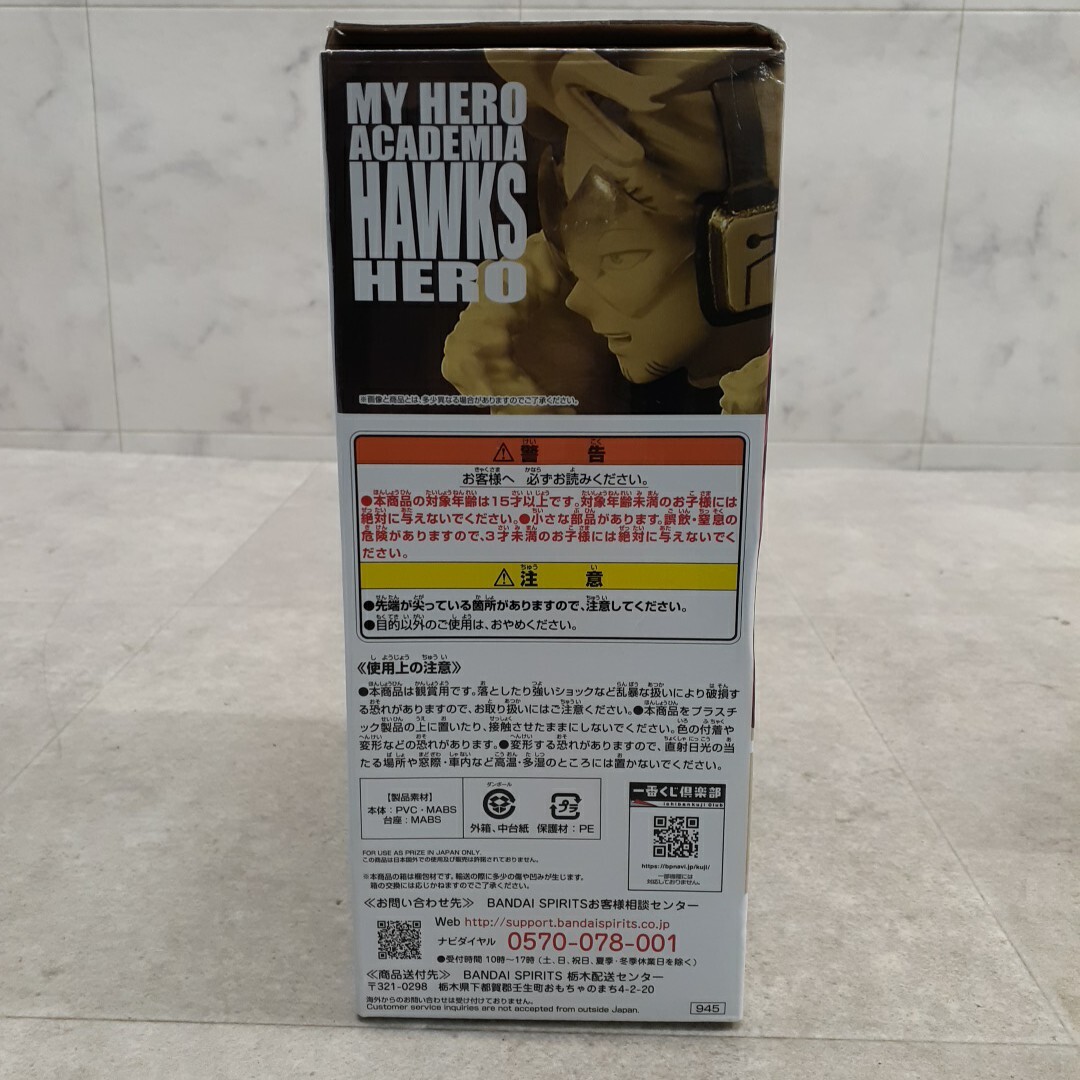 MY HERO
ACADEMIA
HAWKS
HERO
※画像と商品とは、多少異なる場合がありますのでご了承ください。
⚠警告
お客様へ 必ずお読みください。
●本商品の対象年齢は15才以上です。対象年齢未満のお子様には
絶対に与えないでください。●小さな部品があります。誤飲・窒息の
危険がありますので、3才未満のお子様には絶対に与えないでく
ださい。
⚠注意
●先端が尖っている箇所がありますので、注意してください。
●目的以外のご使用は、おやめください。
《使用上の注意》
●本商品は観賞用です。落としたり強いショックなど乱暴な扱いにより破損す
る恐れがありますので、お取り扱いにはご注意ください。●本商品をプラスチ
ック製品の上に置いたり、接触させたままにしないでください。色の付着や
変形などの恐れがあります。●変形する恐れがありますので、直射日光の当
たる場所や窓際・車内など高温・多湿のところには置かないでください。
【製品素材】
本体：PVC・MABS
台座：MABS
ダンボール
外箱、中台紙
プラ
保護材：PE
一番くじ倶楽部
ichibankuji Club
https://bpnavi.jp/kuji/
一部機種には
対応しておりません。
FOR USE AS PRIZE IN JAPAN ONLY.
この商品は日本国外での使用及び販売は許諾されておりません。
※本商品の箱は梱包材です。輸送の際に多少の傷や凹みが生じます。
箱の交換には応じかねますのでご了承ください。
≪お問い合わせ先≫ BANDAI SPIRITSお客様相談センター
Web http://support.bandaispirits.co.jp
ナビダイヤル 0570-078-001
●受付時間 10時～17時（土、日、祝日、夏季・冬季休業日を除く）
≪商品送付先≫ BANDAI SPIRITS 栃木配送センター
〒321-0298 栃木県下都賀郡壬生町おもちゃのまち4-2-20
海外からのお問い合わせは受け付けておりません。
Customer service inquiries are not accepted from outside Japan.
945